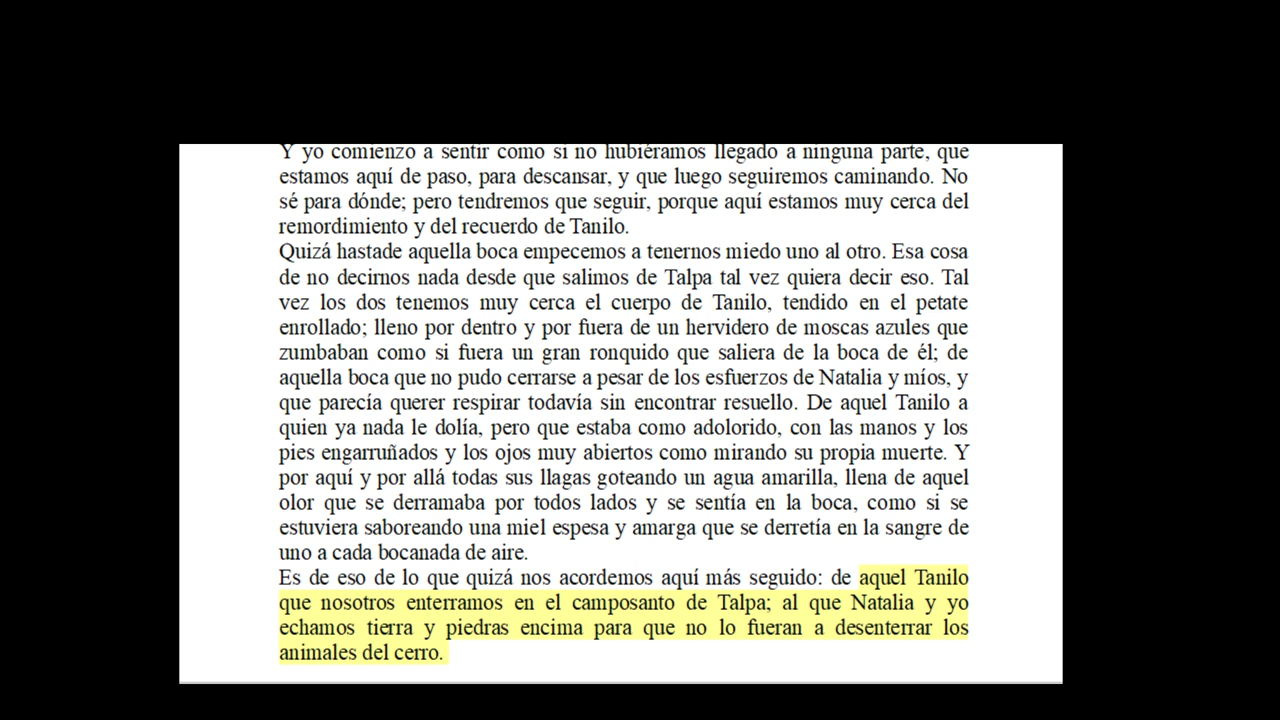 Y yo comienzo a sentir como si no hubiéramos llegado a ninguna parte, que
estamos aquí de paso, para descansar, y que luego seguiremos caminando. No
sé para dónde; pero tendremos que seguir, porque aquí estamos muy cerca del
remordimiento y del recuerdo de Tanilo.
Quizá hastade aquella boca empecemos a tenernos miedo uno al otro. Esa cosa
de no decirnos nada desde que salimos de Talpa tal vez quiera decir eso. Tal
vez los dos tenemos muy cerca el cuerpo de Tanilo, tendido en el petate
enrollado; lleno por dentro y por fuera de un hervidero de moscas azules que
zumbaban como si fuera un gran ronquido que saliera de la boca de él; de
aquella boca que no pudo cerrarse a pesar de los esfuerzos de Natalia y míos, y
que parecía querer respirar todavía sin encontrar resuello. De aquel Tanilo a
quien ya nada le dolía, pero que estaba como adolorido, con las manos y los
pies engarruñados y los ojos muy abiertos como mirando su propia muerte. Y
por aquí y por allá todas sus llagas goteando un agua amarilla, llena de aquel
olor que se derramaba por todos lados y se sentía en la boca, como si se
estuviera saboreando una miel espesa y amarga que se derretía en la sangre de
uno a cada bocanada de aire.
Es de eso de lo que quizá nos acordemos aquí más seguido: de aquel Tanilo
que nosotros enterramos en el camposanto de Talpa; al que Natalia y yo
echamos tierra y piedras encima para que no lo fueran a desenterrar los
animales del cerro.